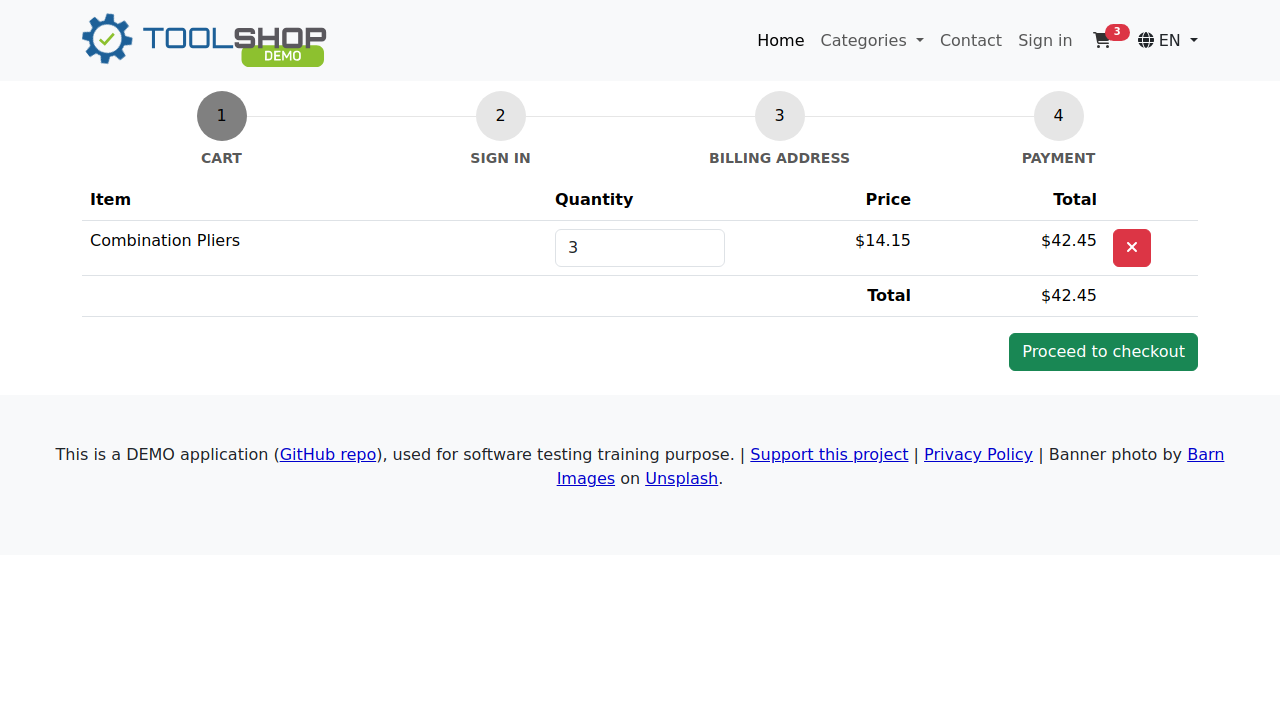 TOOLSHOP
DEMO
Home Categories Contact Sign in 3 EN
1 2 3 4
CART SIGN IN BILLING ADDRESS PAYMENT
Item Quantity Price Total
Combination Pliers 3 $14.15 $42.45
Total $42.45
Proceed to checkout
This is a DEMO application (GitHub repo), used for software testing training purpose. | Support this project | Privacy Policy | Banner photo by Barn
Images on Unsplash.